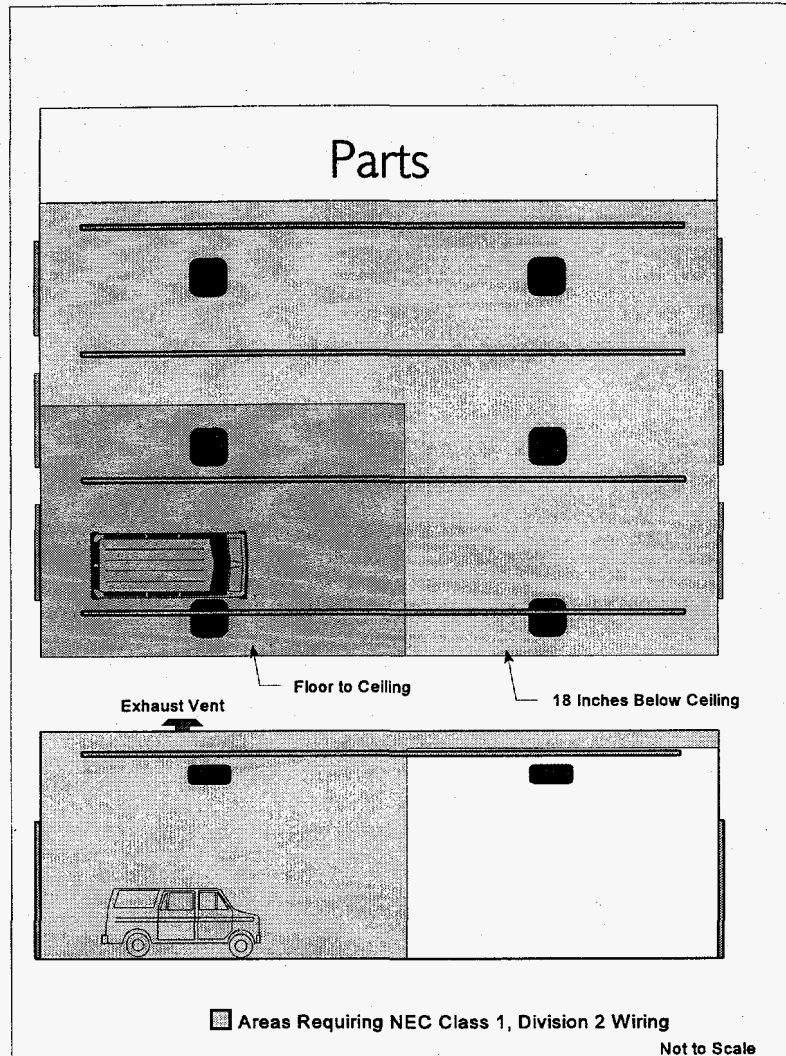 Parts
Floor to Ceiling
18 Inches Below Ceiling
Exhaust Vent
Areas Requiring NEC Class 1, Division 2 Wiring
Not to Scale